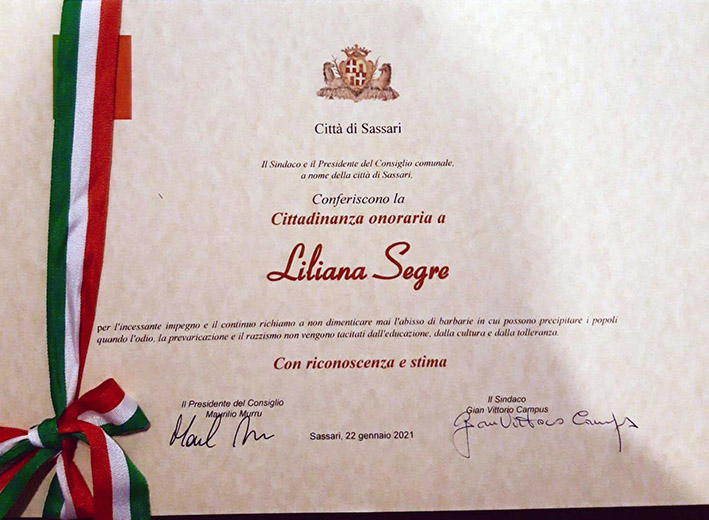 Città di Sassari
Il Sindaco e il Presidente del Consiglio comunale,
a nome della città di Sassari,
Conferiscono la
Cittadinanza onoraria a
Liliana Segre
per l'incessante impegno e il continuo richiamo a non dimenticare mai l'abisso di barbarie in cui possono precipitare i popoli
quando l'odio, la prevaricazione e il razzismo non vengono tacitati dall'educazione, dalla cultura e dalla tolleranza.
Con riconoscenza e stima
Il Presidente del Consiglio
Maurilio Murru
Sassari, 22 gennaio 2021
Il Sindaco
Gian Vittorio Campus
Gian Vittorio Campus